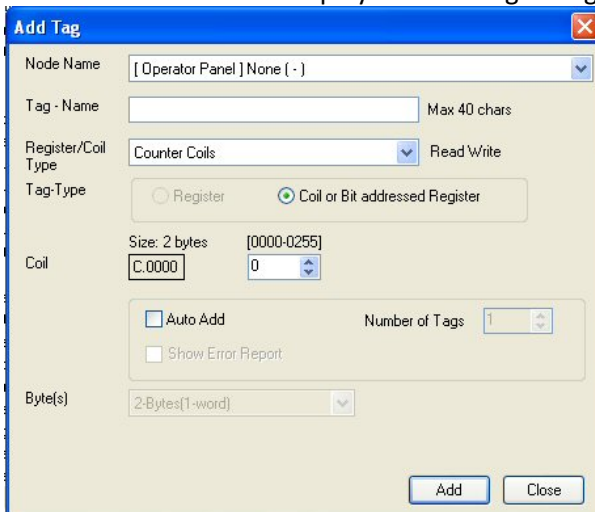 Add Tag
Node Name [ Operator Panel ] None ( - )
Tag - Name Max 40 chars
Register/Coil Type Counter Coils Read Write
Tag-Type Register Coil or Bit addressed Register
Size: 2 bytes [0000-0255]
Coil C.0000 0
Auto Add Number of Tags 1
Show Error Report
Byte(s) 2-Bytes(1-word)
Add Close